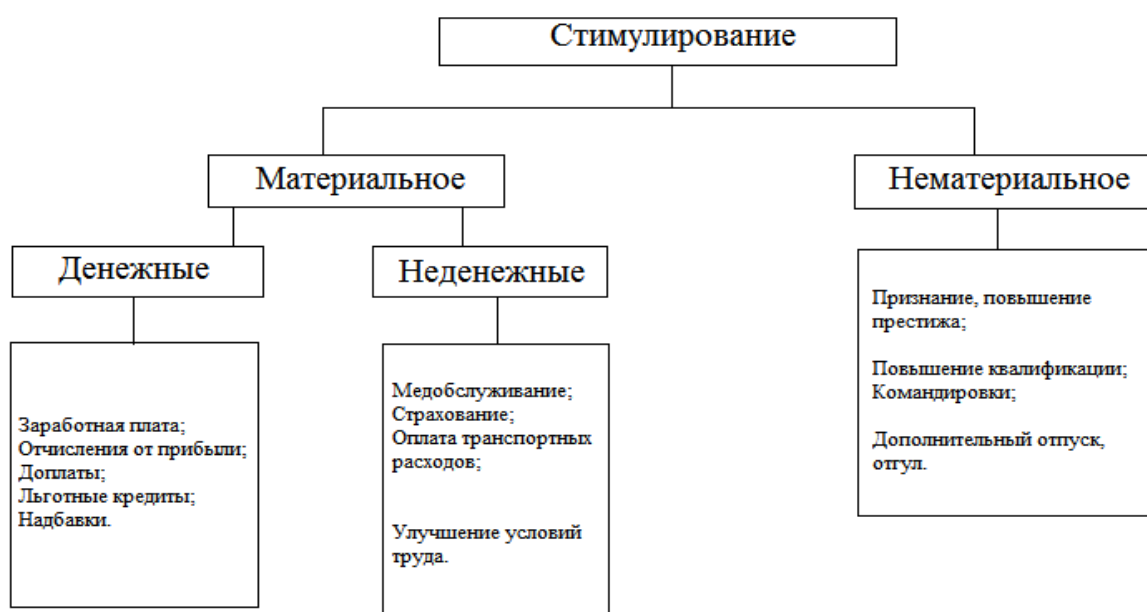 Стимулирование
Материальное
Нематериальное
Денежные
Неденежные
Заработная плата;
Отчисления от прибыли;
Доплаты;
Льготные кредиты;
Надбавки.
Медобслуживание;
Страхование;
Оплата транспортных
расходов;
Улучшение условий
труда.
Признание, повышение
престижа;
Повышение квалификации;
Командировки;
Дополнительный отпуск,
отгул.